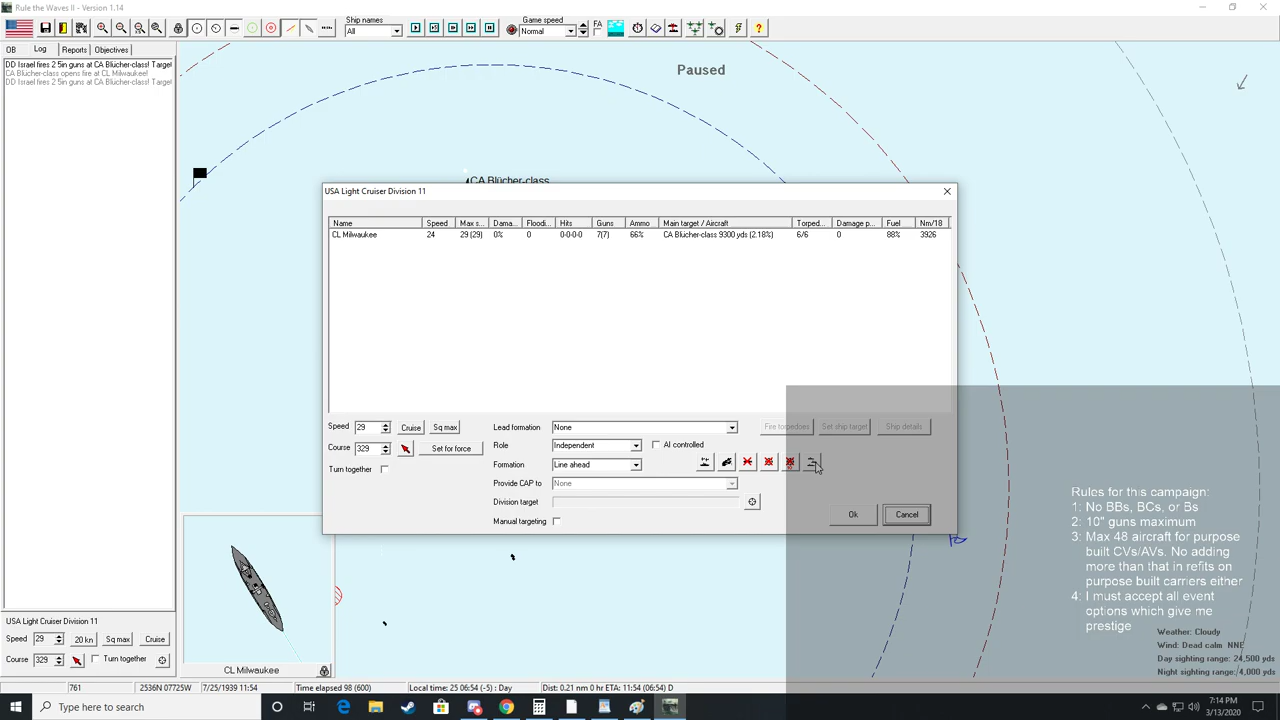 Rule the Waves II - Version 1.14
Ship names
All
Game speed
Normal
FA
OB
Log
Reports
Objectives
DD Israel fires 2 5in guns at CA Blücher-class! Target
CA Blücher-class opens fire at CL Milwaukee!
DD Israel fires 2 5in guns at CA Blücher-class! Target
Paused
CA Blücher-class
USA Light Cruiser Division 11
Name
Speed
Max s...
Dama...
Floodi...
Hits
Guns
Ammo
Main target / Aircraft
Torped...
Damage p...
Fuel
Nm/18
CL Milwaukee
24
29 (29)
0%
0
0-0-0-0
7(7)
66%
CA Blücher-class 9300 yds (2.18%)
6/6
0
88%
3926
Speed
29
Cruise
Sq max
Course
329
Set for force
Turn together
Lead formation
None
Role
Independent
AI controlled
Formation
Line ahead
Provide CAP to
None
Division target
Manual targeting
Fire torpedoes
Set ship target
Ship details
Ok
Cancel
Rules for this campaign:
1: No BBs, BCs, or Bs
2: 10" guns maximum
3: Max 48 aircraft for purpose
built CVs/AVs. No adding
more than that in refits on
purpose built carriers either
4: I must accept all event
options which give me
prestige
Weather: Cloudy
Wind: Dead calm NNE
Day sighting range: 24,500 yds
Night sighting range: 4,000 yds
USA Light Cruiser Division 11
Speed
29
20 kn
Sq max
Cruise
Course
329
Turn together
CL Milwaukee
761
2536N 07725W
7/25/1939 11:54
Time elapsed 98 (600)
Local time: 25 06:54 (-5) : Day
Dist: 0.21 nm 0 hr ETA: 11:54 (06:54) D
Type here to search
7:14 PM
3/13/2020